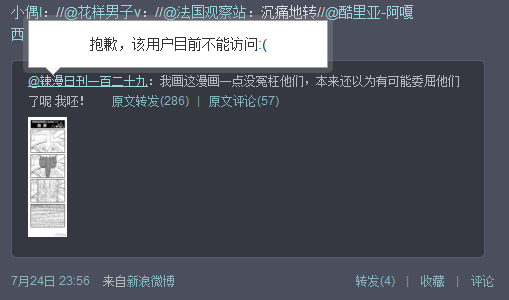 小偶I：//@花样男子v：//@法国观察站：沉痛地转//@酷里亚-阿嘎
西
抱歉，该用户目前不能访问:(
@辣漫日刊一百二十九：我画这漫画一点没冤枉他们，本来还以为有可能委屈他们
了呢 我呸！ 原文转发(286) | 原文评论(57)
7月24日 23:56 来自新浪微博 转发(4) | 收藏 | 评论